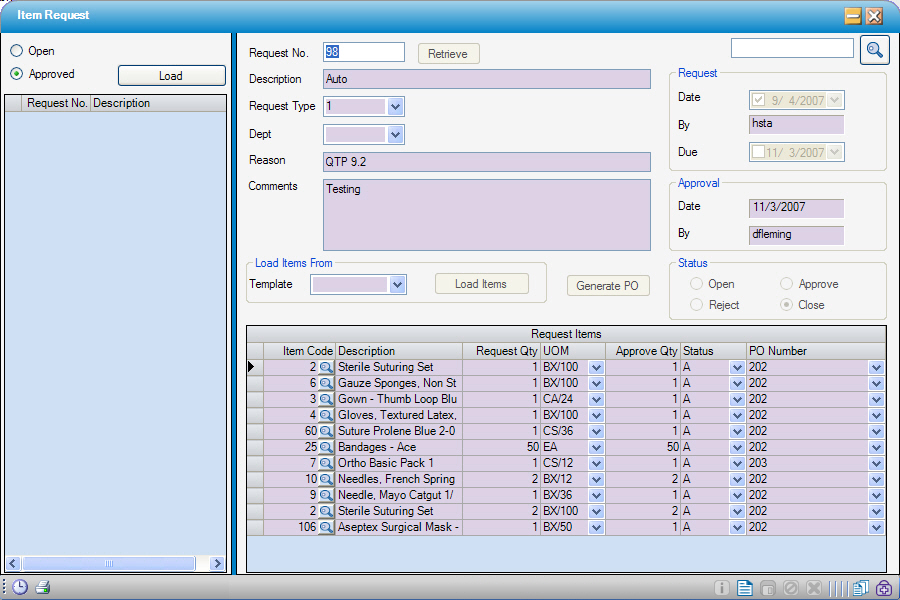 Item Request
Open
Approved
Load
Request No. Description
Request No. 98 Retrieve
Description Auto
Request Type 1
Dept
Reason QTP 9.2
Comments Testing
Load Items From
Template Load Items Generate PO
Request
Date 9/ 4/2007
By hsta
Due 11/ 3/2007
Approval
Date 11/3/2007
By dfleming
Status
Open Approve
Reject Close
Request Items
Item Code Description Request Qty UOM Approve Qty Status PO Number
2 Sterile Suturing Set 1 BX/100 1 A 202
6 Gauze Sponges, Non St 1 BX/100 1 A 202
3 Gown - Thumb Loop Blu 1 CA/24 1 A 202
4 Gloves, Textured Latex, 1 BX/100 1 A 202
60 Suture Prolene Blue 2-0 1 CS/36 1 A 202
25 Bandages - Ace 50 EA 50 A 202
7 Ortho Basic Pack 1 1 CS/12 1 A 203
10 Needles, French Spring 2 BX/12 2 A 202
9 Needle, Mayo Catgut 1/ 1 BX/36 1 A 202
2 Sterile Suturing Set 2 BX/100 2 A 202
106 Aseptex Surgical Mask - 1 BX/50 1 A 202